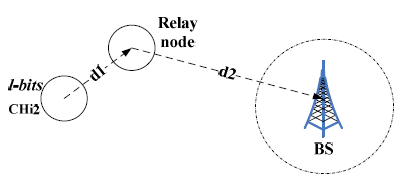 Relay
node
d1
d2
l-bits
CHi2
BS